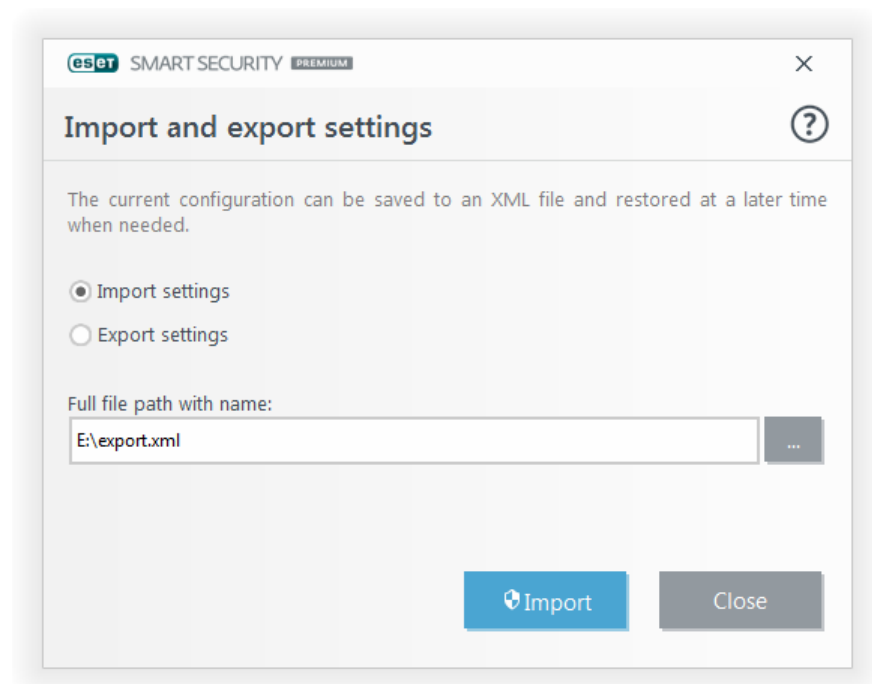 eset SMART SECURITY PREMIUM
Import and export settings
The current configuration can be saved to an XML file and restored at a later time
when needed.
Import settings
Export settings
Full file path with name:
E:\export.xml
...
Import
Close